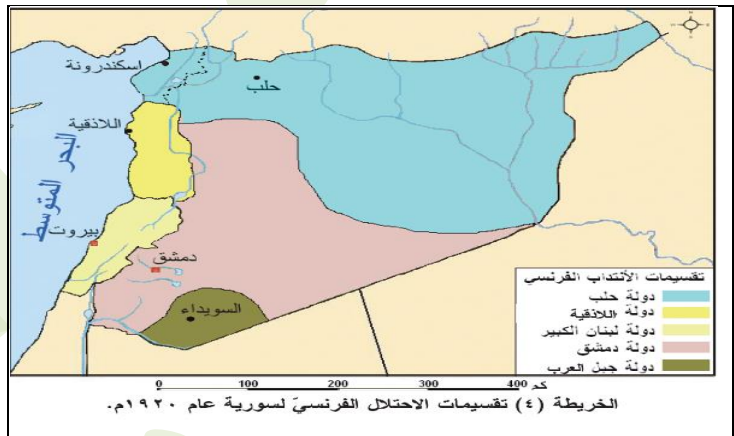 اسكندرونة
حلب
اللاذقية
البحر المتوسط
بيروت
دمشق
السويداء
تقسيمات الأنتداب الفرنسي
دولة حلب
دولة اللاذقية
دولة لبنان الكبير
دولة دمشق
دولة جبل العرب
0 100 200 300 400 كم
الخريطة (٤) تقسيمات الاحتلال الفرنسيّ لسورية عام ١٩٢٠م.